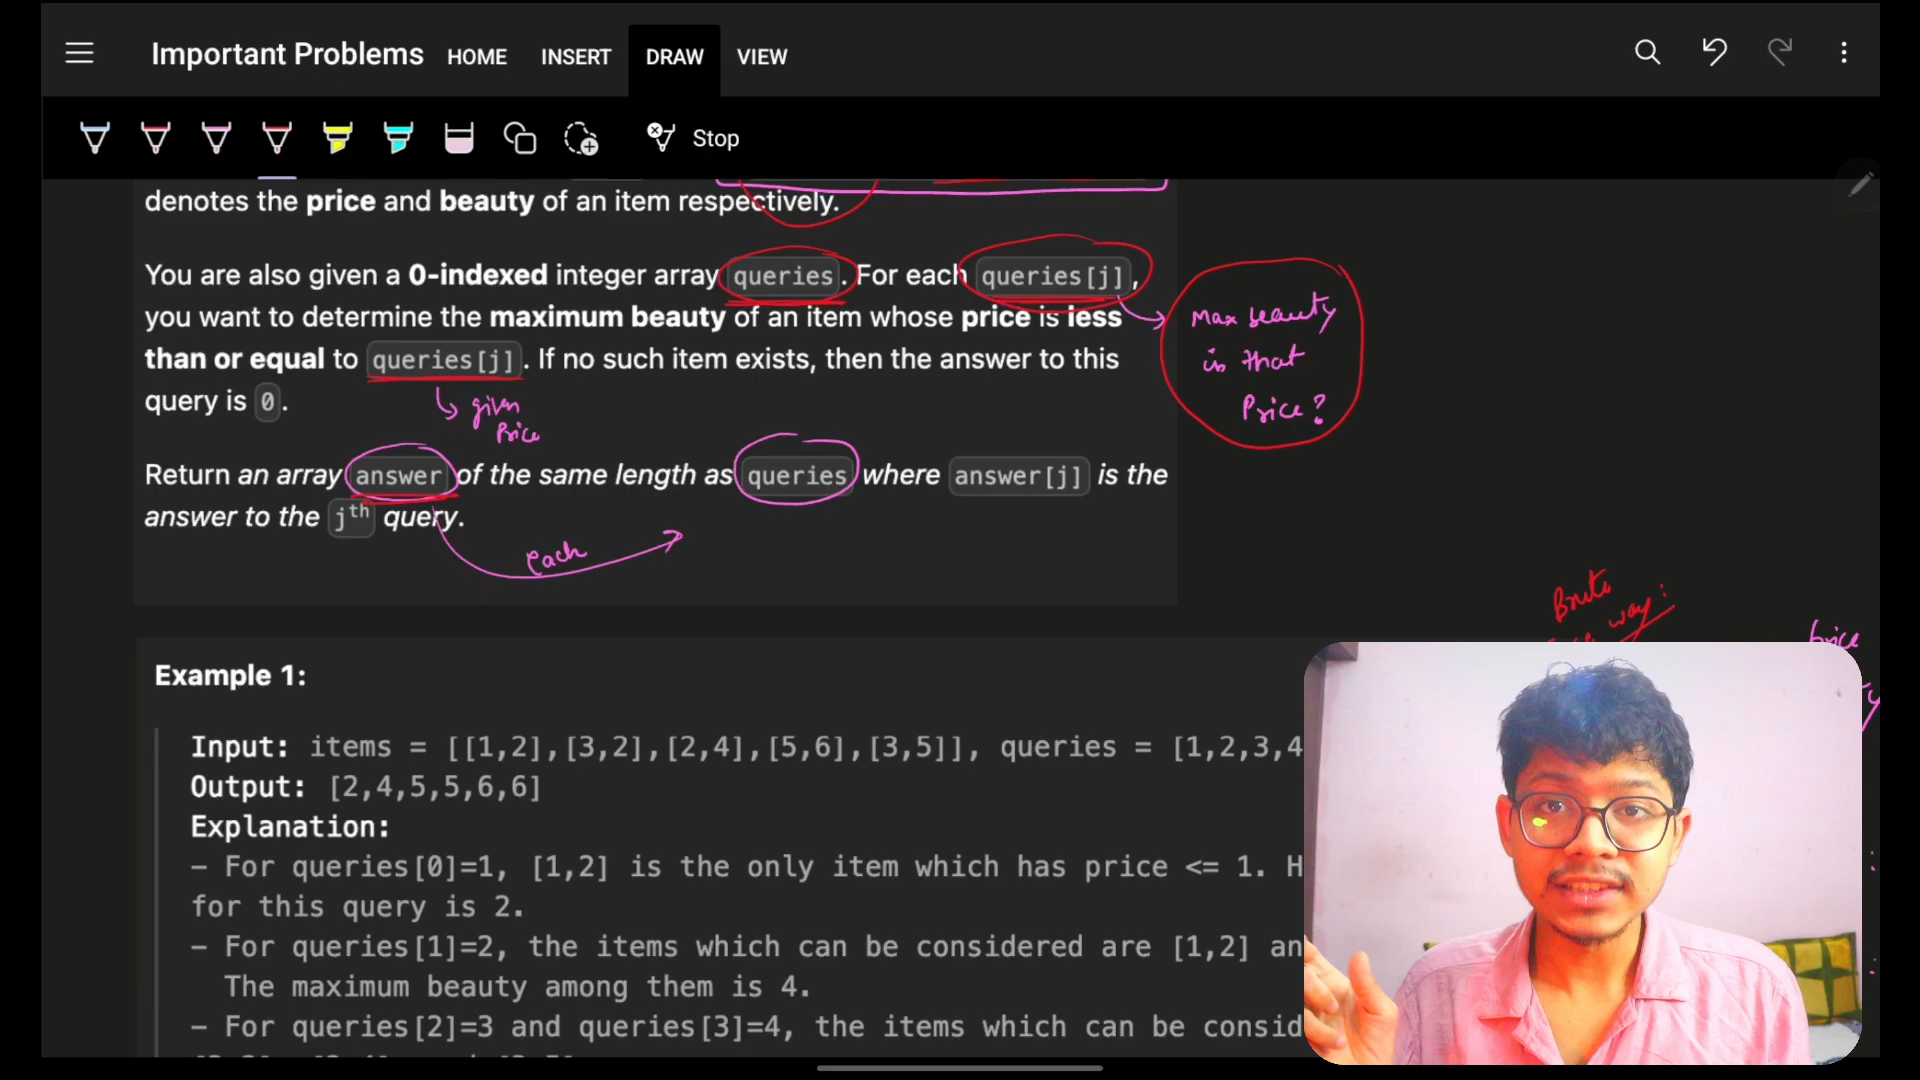 Important Problems HOME INSERT DRAW VIEW
Stop
denotes the price and beauty of an item respectively.
You are also given a 0-indexed integer array queries. For each queries[j],
you want to determine the maximum beauty of an item whose price is less
than or equal to queries[j]. If no such item exists, then the answer to this
query is 0.
given
Price
Max beauty
is that
Price?
Return an array answer of the same length as queries where answer[j] is the
answer to the jth query.
each
Brute
way:
price
Example 1:
Input: items = [[1,2],[3,2],[2,4],[5,6],[3,5]], queries = [1,2,3,4
Output: [2,4,5,5,6,6]
Explanation:
– For queries[0]=1, [1,2] is the only item which has price <= 1. H
for this query is 2.
– For queries[1]=2, the items which can be considered are [1,2] an
The maximum beauty among them is 4.
– For queries[2]=3 and queries[3]=4, the items which can be consid